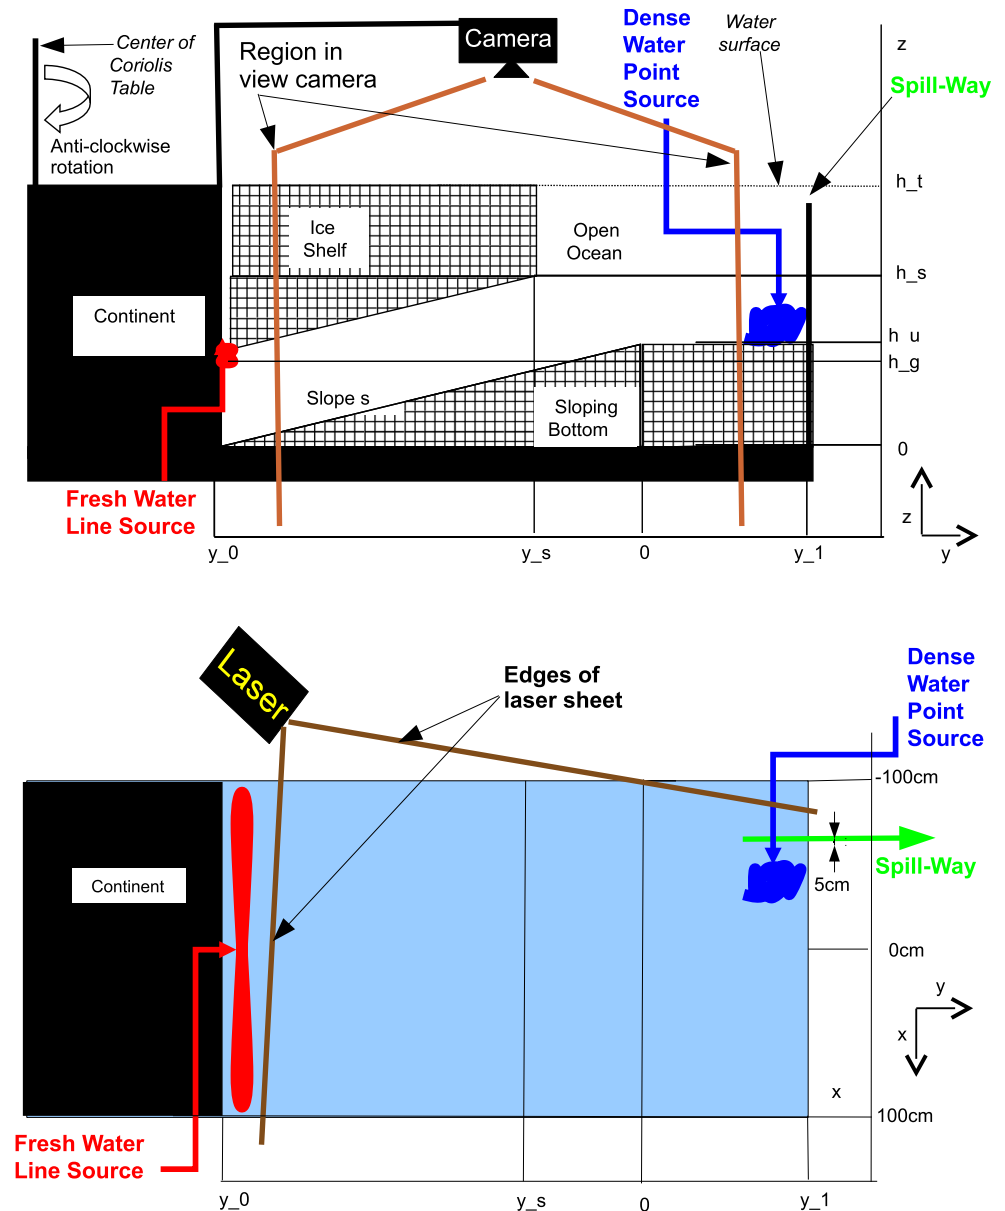 Center of
Coriolis
Table
Anti-clockwise
rotation
Region in
view camera
Camera
Dense
Water
Point
Source
Water
surface
z
Spill-Way
h_t
Ice
Shelf
Open
Ocean
h_s
Continent
h u
h_g
Slope s
Sloping
Bottom
0
Fresh Water
Line Source
z
y
y_0
y_s
0
y_1
Laser
Edges of
laser sheet
Dense
Water
Point
Source
-100cm
Spill-Way
5cm
Continent
0cm
y
x
x
100cm
Fresh Water
Line Source
y_0
y_s
0
y_1